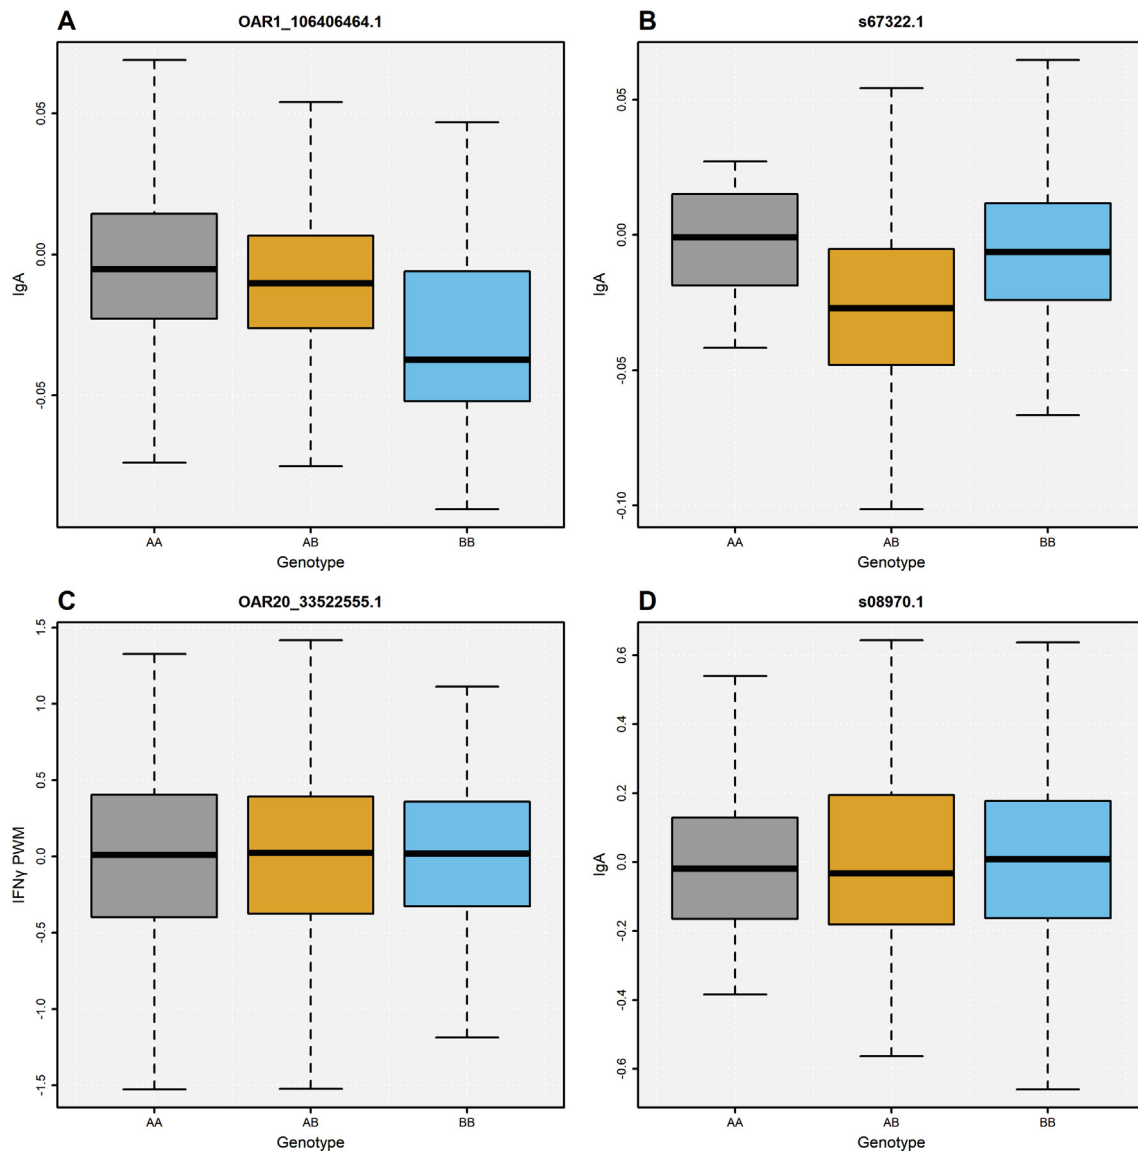 A OAR1_106406464.1
IgA
0.05
0.00
-0.05
AA AB BB
Genotype
B s67322.1
IgA
0.05
0.00
-0.05
-0.10
AA AB BB
Genotype
C OAR20_33522555.1
IFNγ PWM
1.5
1.0
0.5
0.0
-0.5
-1.0
-1.5
AA AB BB
Genotype
D s08970.1
IgA
0.6
0.4
0.2
0.0
-0.2
-0.4
-0.6
AA AB BB
Genotype